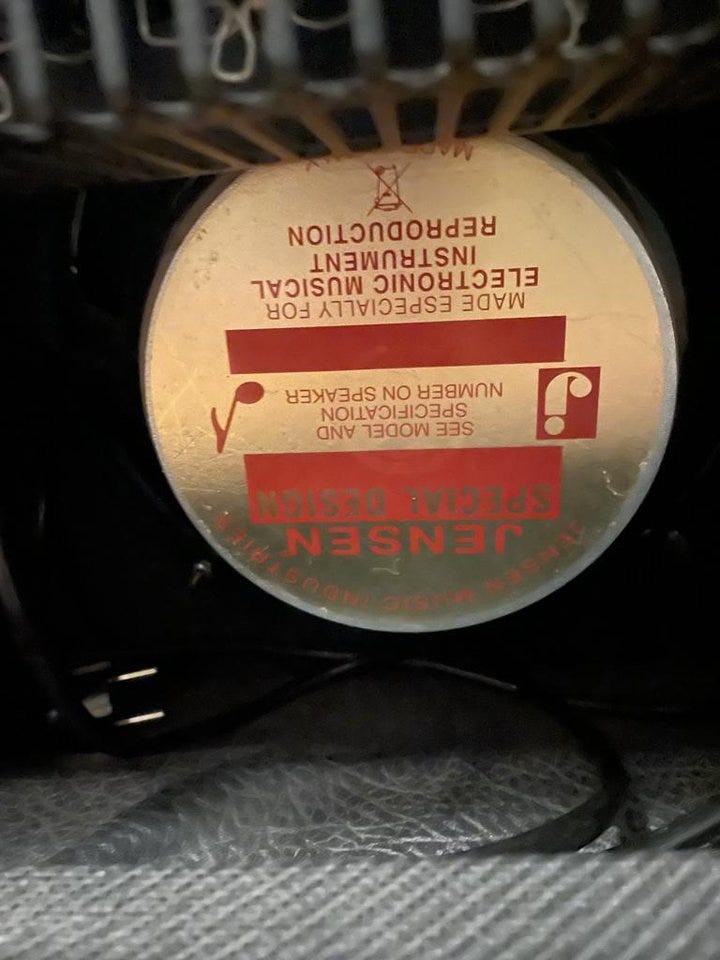 JENSEN MUSIC INDUSTRIES
JENSEN
SPECIAL DESIGN
SEE MODEL AND
SPECIFICATION
NUMBER ON SPEAKER
MADE ESPECIALLY FOR
ELECTRONIC MUSICAL
INSTRUMENT
REPRODUCTION